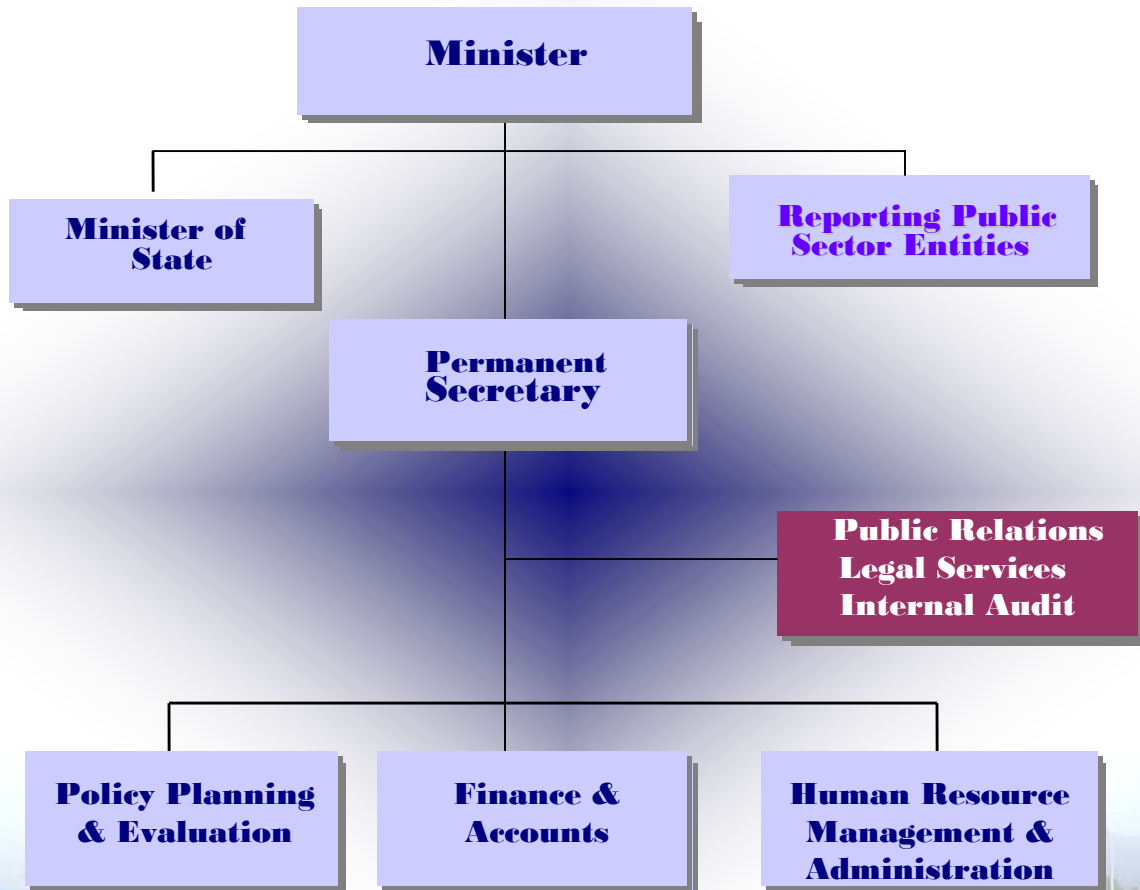 Minister
Minister of
State
Reporting Public
Sector Entities
Permanent
Secretary
Public Relations
Legal Services
Internal Audit
Policy Planning
& Evaluation
Finance &
Accounts
Human Resource
Management &
Administration